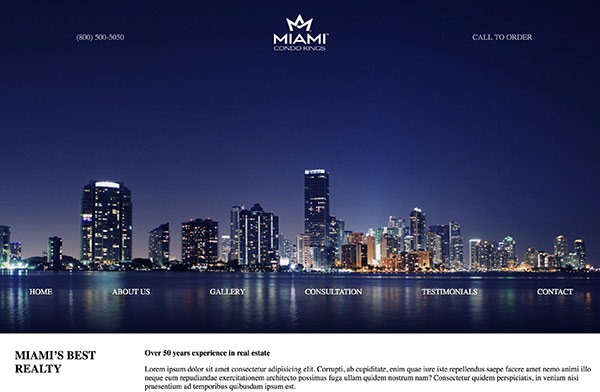 (800) 500-5050
MIAMI
CONDO KINGS
CALL TO ORDER
HOME ABOUT US GALLERY CONSULTATION TESTIMONIALS CONTACT
MIAMI'S BEST
REALTY
Over 50 years experience in real estate
Lorem ipsum dolor sit amet consectetur adipisicing elit. Corrupti, ab cupiditate, enim quae iure iste repellendus saepe facere amet nemo animi illo
neque cum repudiandae exercitationem architecto possimus fuga ullam quidem nostrum nam? Consectetur quidem perspiciatis, in veniam nisi
praesentium ad temporibus quibusdam ipsum est.